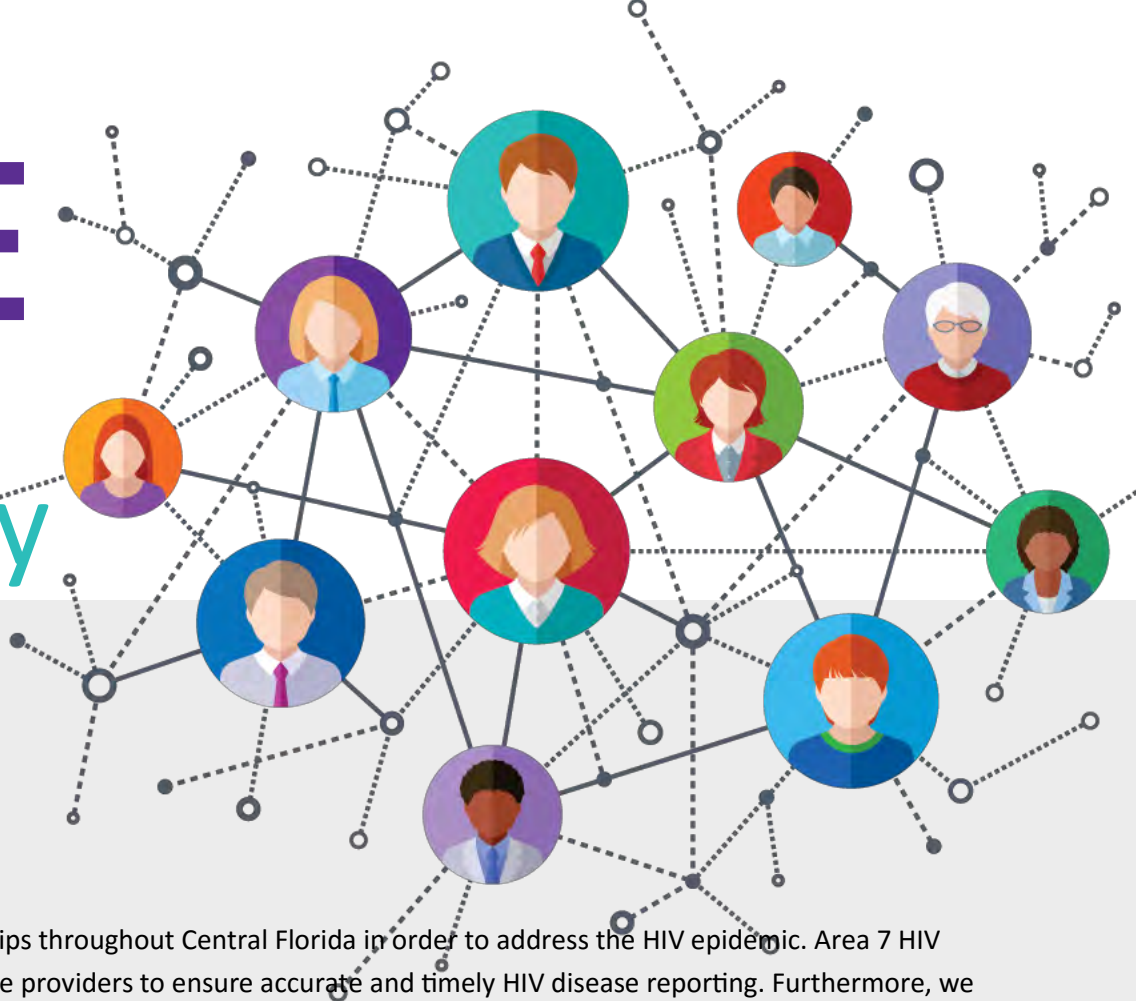 E
y
ips throughout Central Florida in order to address the HIV epidemic. Area 7 HIV
e providers to ensure accurate and timely HIV disease reporting. Furthermore, we